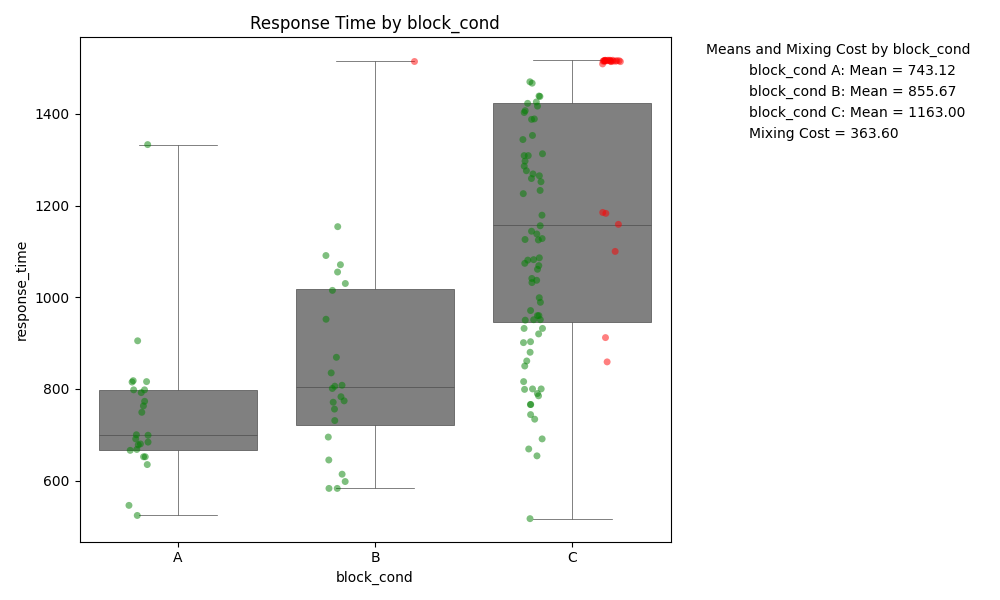 Response Time by block_cond
Means and Mixing Cost by block_cond
block_cond A: Mean = 743.12
block_cond B: Mean = 855.67
block_cond C: Mean = 1163.00
Mixing Cost = 363.60
response_time
1400
1200
1000
800
600
A
B
C
block_cond